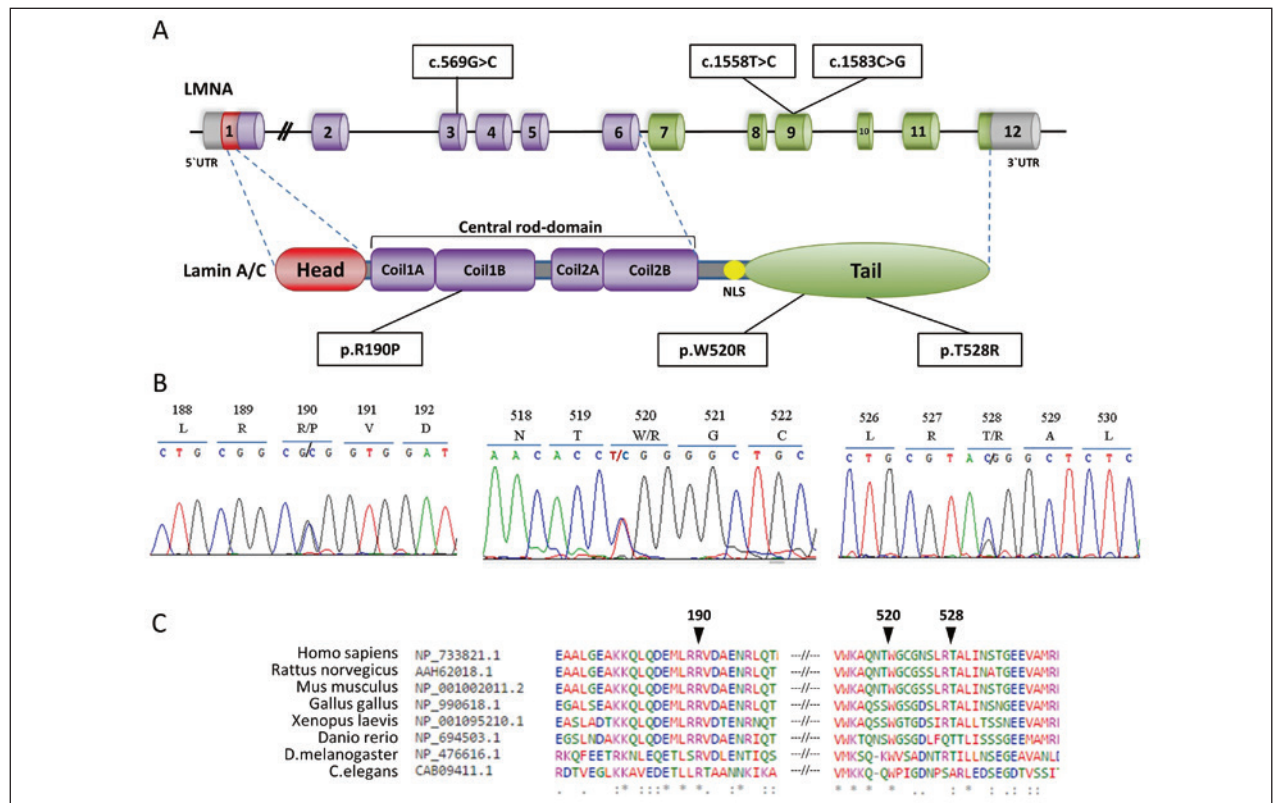 A
c.569G>C
c.1558T>C
c.1583C>G
LMNA
1
2
3
4
5
6
7
8
9
10
11
12
5`UTR
3`UTR
Central rod-domain
Lamin A/C
Head
Coil1A
Coil1B
Coil2A
Coil2B
NLS
Tail
p.R190P
p.W520R
p.T528R
B
188 189 190 191 192
L R R/P V D
C T G C G G C G/C G G T G G A T
518 519 520 521 522
N T W/R G C
A A C A C C T/C G G G G C T G C
526 527 528 529 530
L R T/R A L
C T G C G T A C/G G G C T C T C
C
190
520
528
Homo sapiens NP_733821.1 EAALGEAKKQLQDEMLRRVDAENRLQT ---//--- VWKAQNTWGCGNSLRTALINSTGEEVAMR
Rattus norvegicus AAH62018.1 EAALGEAKKQLQDEMLRRVDAENRLQT ---//--- VWKAQNTWGCGSSLRTALINATGEEVAMR
Mus musculus NP_001002011.2 EAALGEAKKQLQDEMLRRVDAENRLQT ---//--- VWKAQNTWGCGSSLRTALINSTGEEVAMR
Gallus gallus NP_990618.1 EGALSEAKKQLQDEMLRRVDAENRLQT ---//--- VWKAQSSWGSGDSLRTALINSNGEEVAMR
Xenopus laevis NP_001095210.1 EASLADTKKQLQDEMLRRVDTENRNQT ---//--- VWKAQSSWGTGDSIRTALLTSSNEEVAMR
Danio rerio NP_694503.1 EGSLNDAKKQLQDEMLRRVDAENRIQT ---//--- VWKTQNSWGSGDLFQTTLISSSGEEMAMR
D.melanogaster NP_476616.1 RKQFEETRKNLEQETLSRVDLENTIQS ---//--- VMKSQ-KWVSADNTRTILLNSEGEAVANL
C.elegans CAB09411.1 RDTVEGLKKAVEDETLLRTAANNKIKA ---//--- VMKKQ-QWPIGDNPSARLEDSEGDTVSSI
. . :* ::: * * *. :* :: * * * * .. : * *: :